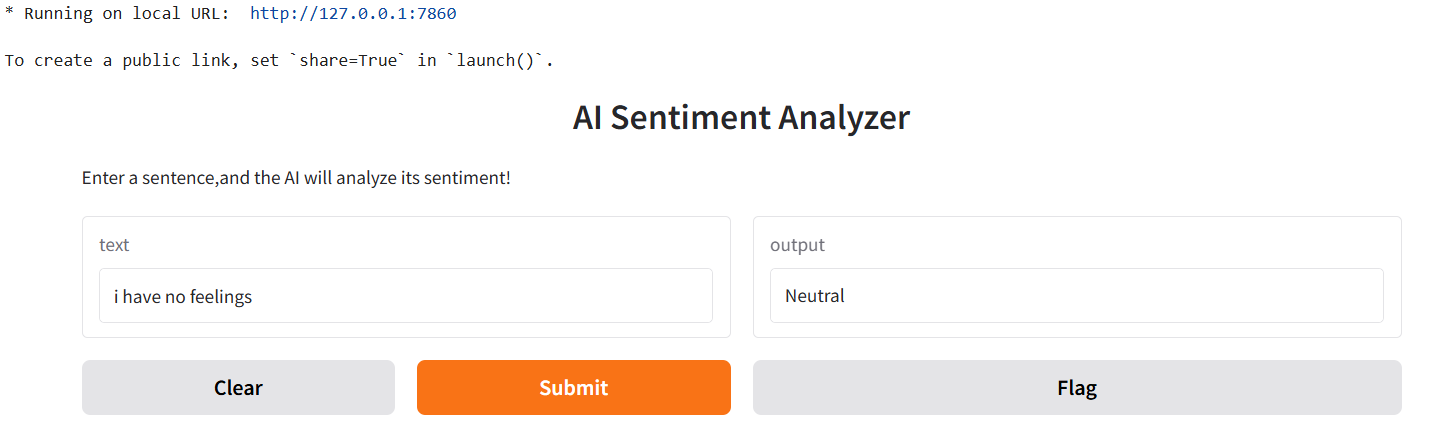 * Running on local URL:  http://127.0.0.1:7860
To create a public link, set `share=True` in `launch()`.
AI Sentiment Analyzer
Enter a sentence,and the AI will analyze its sentiment!
text
i have no feelings
output
Neutral
Clear
Submit
Flag